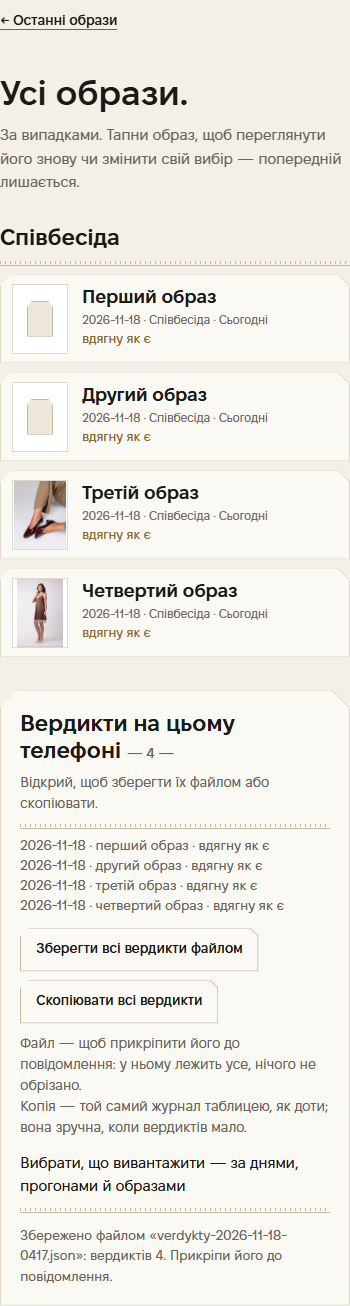 ← Останні образи
Усі образи.
За випадками. Тапни образ, щоб переглянути
його знову чи змінити свій вибір — попередній
лишається.
Співбесіда
Перший образ
2026-11-18 · Співбесіда · Сьогодні
вдягну як є
Другий образ
2026-11-18 · Співбесіда · Сьогодні
вдягну як є
Третій образ
2026-11-18 · Співбесіда · Сьогодні
вдягну як є
Четвертий образ
2026-11-18 · Співбесіда · Сьогодні
вдягну як є
Вердикти на цьому
телефоні — 4 —
Відкрий, щоб зберегти їх файлом або
скопіювати.
2026-11-18 · перший образ · вдягну як є
2026-11-18 · другий образ · вдягну як є
2026-11-18 · третій образ · вдягну як є
2026-11-18 · четвертий образ · вдягну як є
Зберегти всі вердикти файлом
Скопіювати всі вердикти
Файл — щоб прикріпити його до
повідомлення: у ньому лежить усе, нічого не
обрізано.
Копія — той самий журнал таблицею, як доти;
вона зручна, коли вердиктів мало.
Вибрати, що вивантажити — за днями,
прогонами й образами
Збережено файлом «verdykty-2026-11-18-
0417.json»: вердиктів 4. Прикріпи його до
повідомлення.